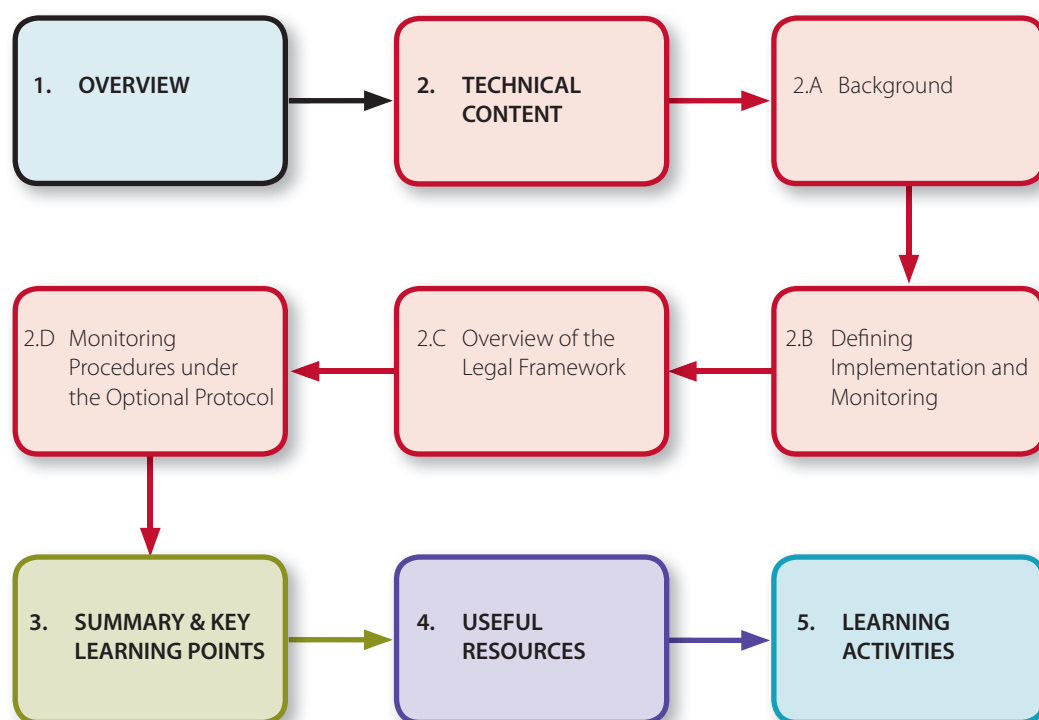 1. OVERVIEW
2. TECHNICAL
CONTENT
2.A Background
2.B Defining
Implementation and
Monitoring
2.C Overview of the
Legal Framework
2.D Monitoring
Procedures under
the Optional Protocol
3. SUMMARY & KEY
LEARNING POINTS
4. USEFUL
RESOURCES
5. LEARNING
ACTIVITIES